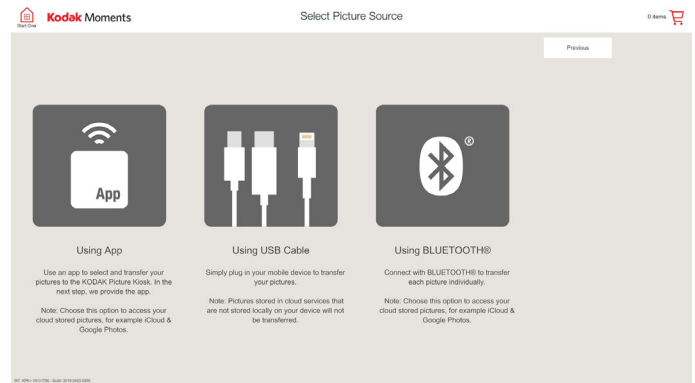 Kodak Moments
Select Picture Source
0 items
Start Over
Previous
App
®
Using App
Use an app to select and transfer your
pictures to the KODAK Picture Kiosk. In the
next step, we provide the app.
Note: Choose this option to access your
cloud stored pictures, for example iCloud &
Google Photos.
Using USB Cable
Simply plug in your mobile device to transfer
your pictures.
Note: Pictures stored in cloud services that
are not stored locally on your device will not
be transferred.
Using BLUETOOTH®
Connect with BLUETOOTH® to transfer
each picture individually.
Note: Choose this option to access your
cloud stored pictures, for example iCloud &
Google Photos.